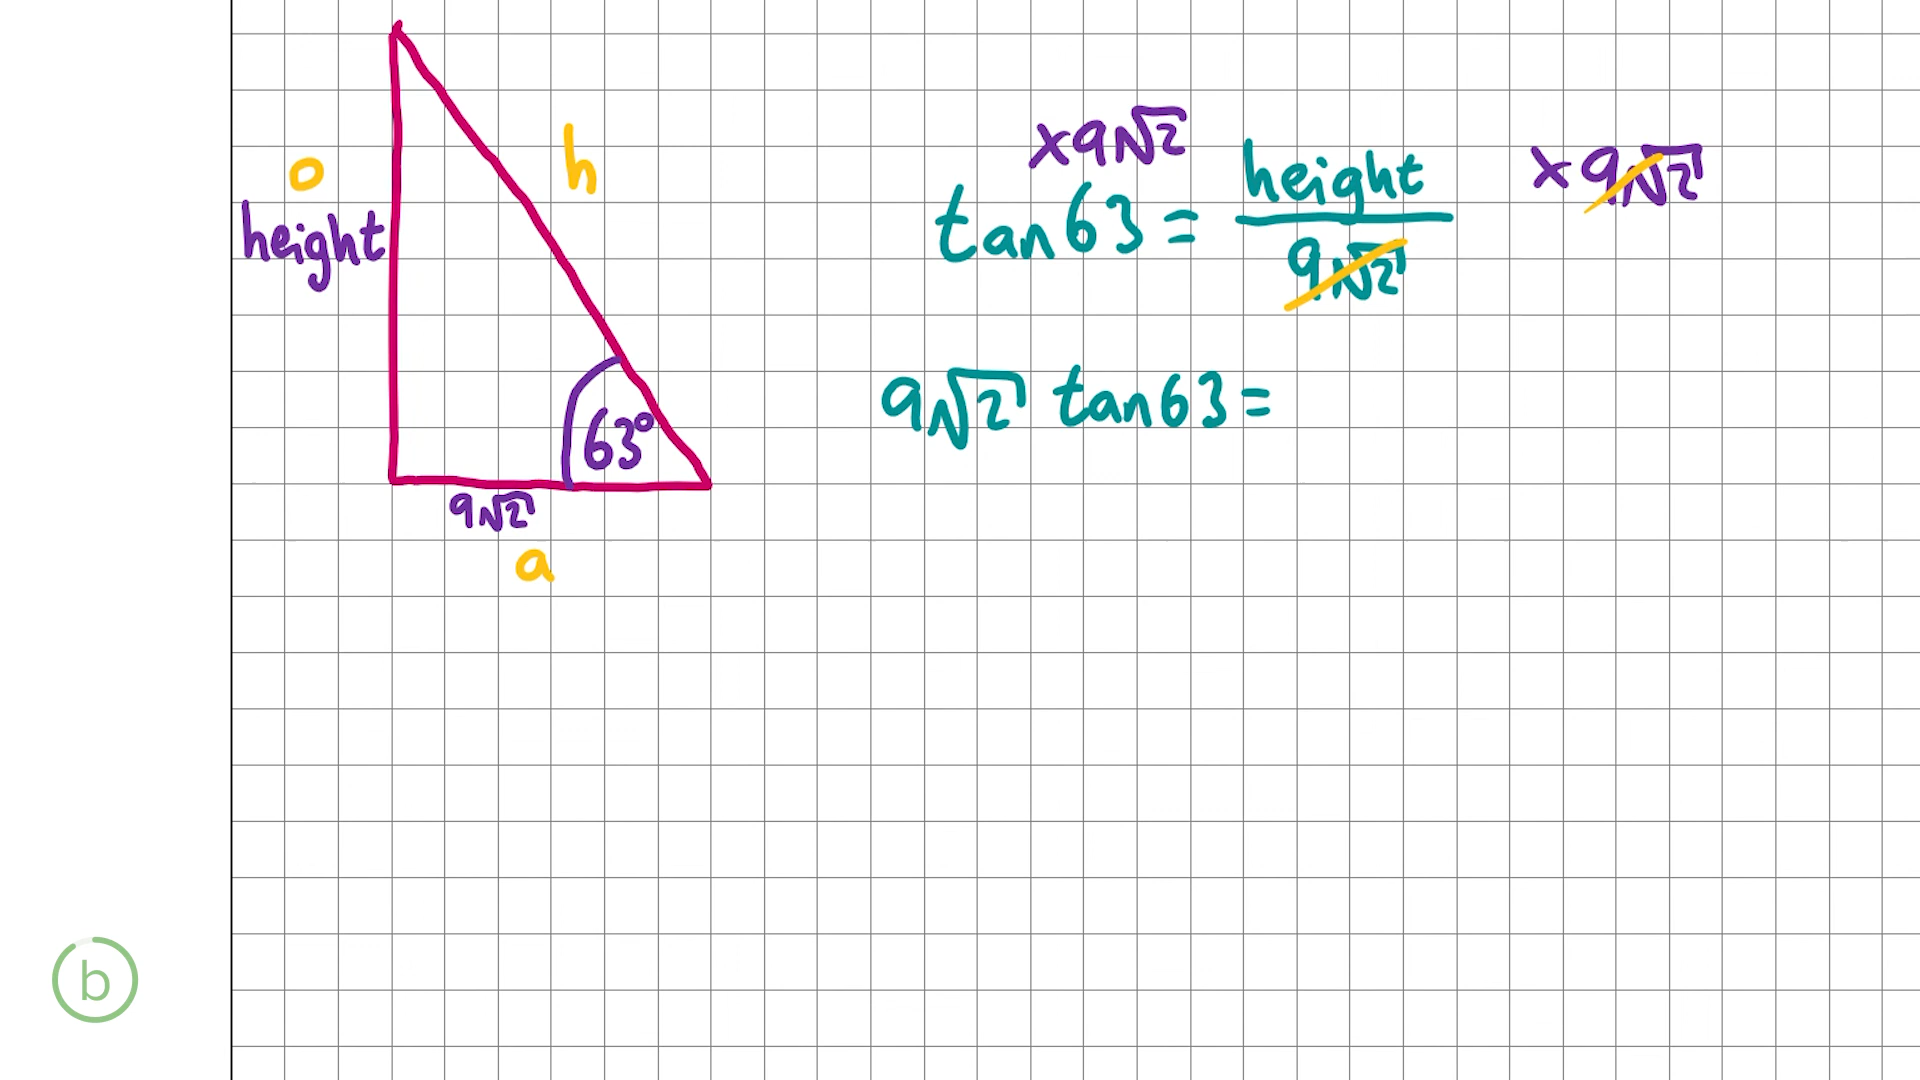 o
height
h
63°
9√2
a
×9√2
tan63 = height
9√2
×9√2
9√2 tan63 =
b